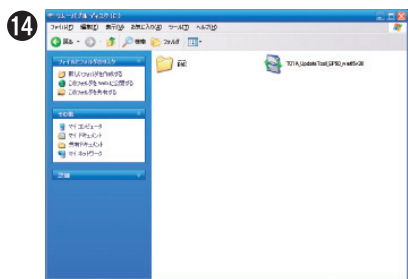 14
リムーバブル ディスク (E:)
ファイル(F) 編集(E) 表示(V) お気に入り(A) ツール(T) ヘルプ(H)
戻る 検索 フォルダ
ファイルとフォルダのタスク
新しいフォルダを作成する
このフォルダを Web に公開する
このフォルダを共有する
その他
マイ コンピュータ
マイ ドキュメント
共有ドキュメント
マイ ネットワーク
詳細